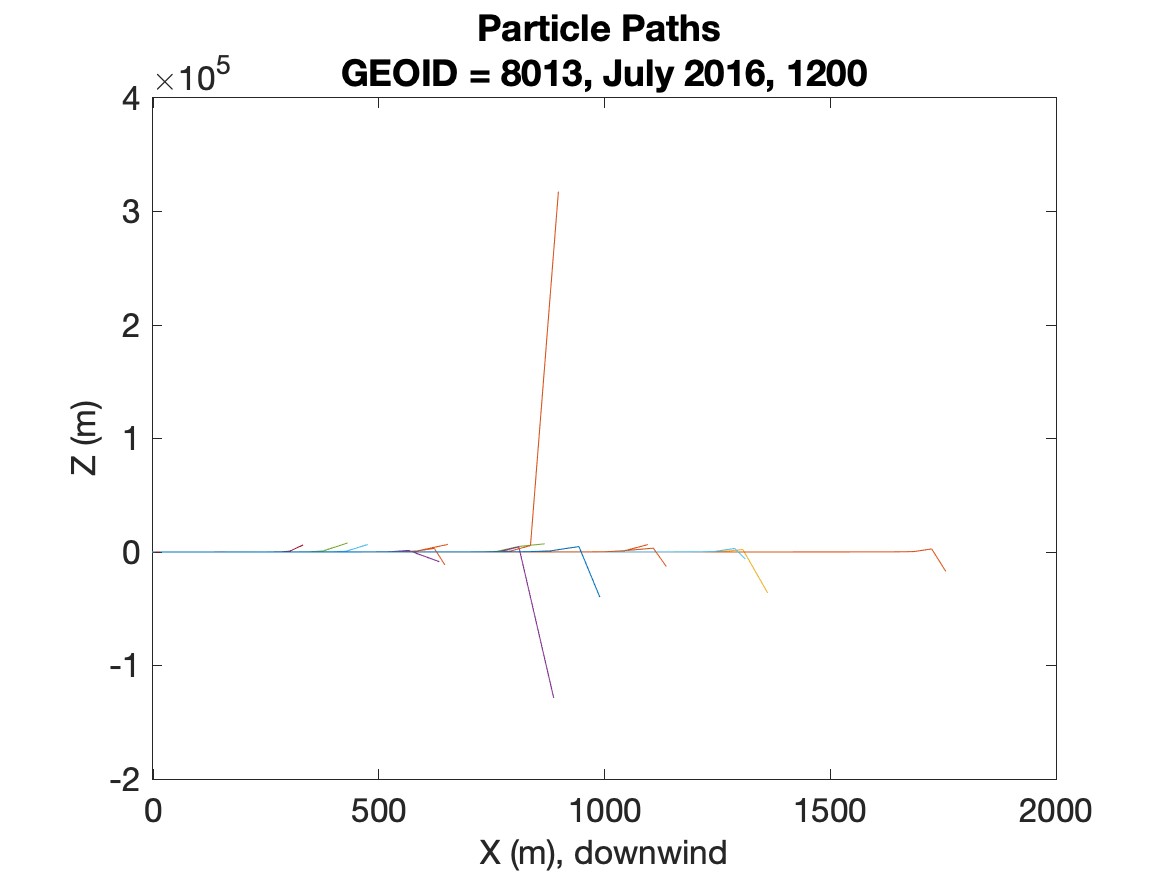 Particle Paths
GEOID = 8013, July 2016, 1200
×10^5
4
3
2
1
0
-1
-2
Z (m)
0 500 1000 1500 2000
X (m), downwind